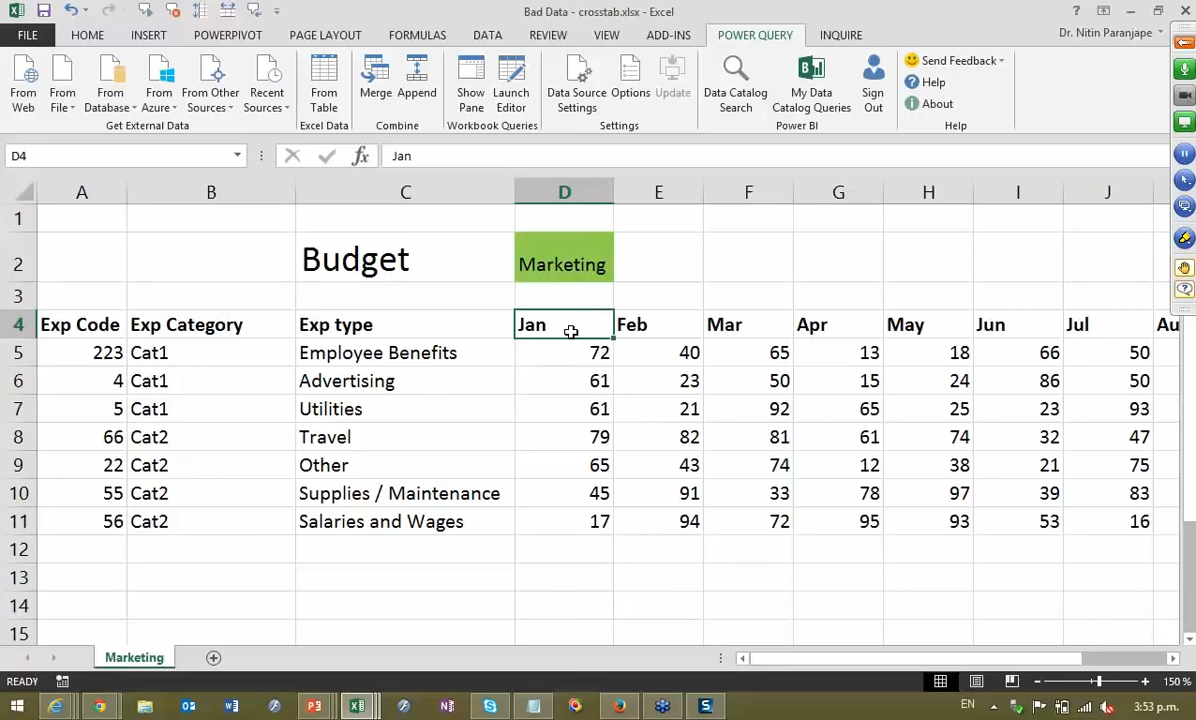 Bad Data - crosstab.xlsx - Excel
FILE HOME INSERT POWERPIVOT PAGE LAYOUT FORMULAS DATA REVIEW VIEW ADD-INS POWER QUERY INQUIRE Dr. Nitin Paranjape
From Web
From File
From Database
From Azure
From Other Sources
Recent Sources
From Table
Merge
Append
Show Pane
Launch Editor
Data Source Settings
Options
Update
Data Catalog Search
My Data Catalog Queries
Sign Out
Send Feedback
Help
About
Get External Data Excel Data Combine Workbook Queries Settings Power BI Help
D4 fx Jan
A B C D E F G H I J
1
2 Budget Marketing
3
4 Exp Code Exp Category Exp type Jan Feb Mar Apr May Jun Jul Au
5 223 Cat1 Employee Benefits 72 40 65 13 18 66 50
6 4 Cat1 Advertising 61 23 50 15 24 86 50
7 5 Cat1 Utilities 61 21 92 65 25 23 93
8 66 Cat2 Travel 79 82 81 61 74 32 47
9 22 Cat2 Other 65 43 74 12 38 21 75
10 55 Cat2 Supplies / Maintenance 45 91 33 78 97 39 83
11 56 Cat2 Salaries and Wages 17 94 72 95 93 53 16
12
13
14
15
Marketing
READY 150 %
EN 3:53 p.m.